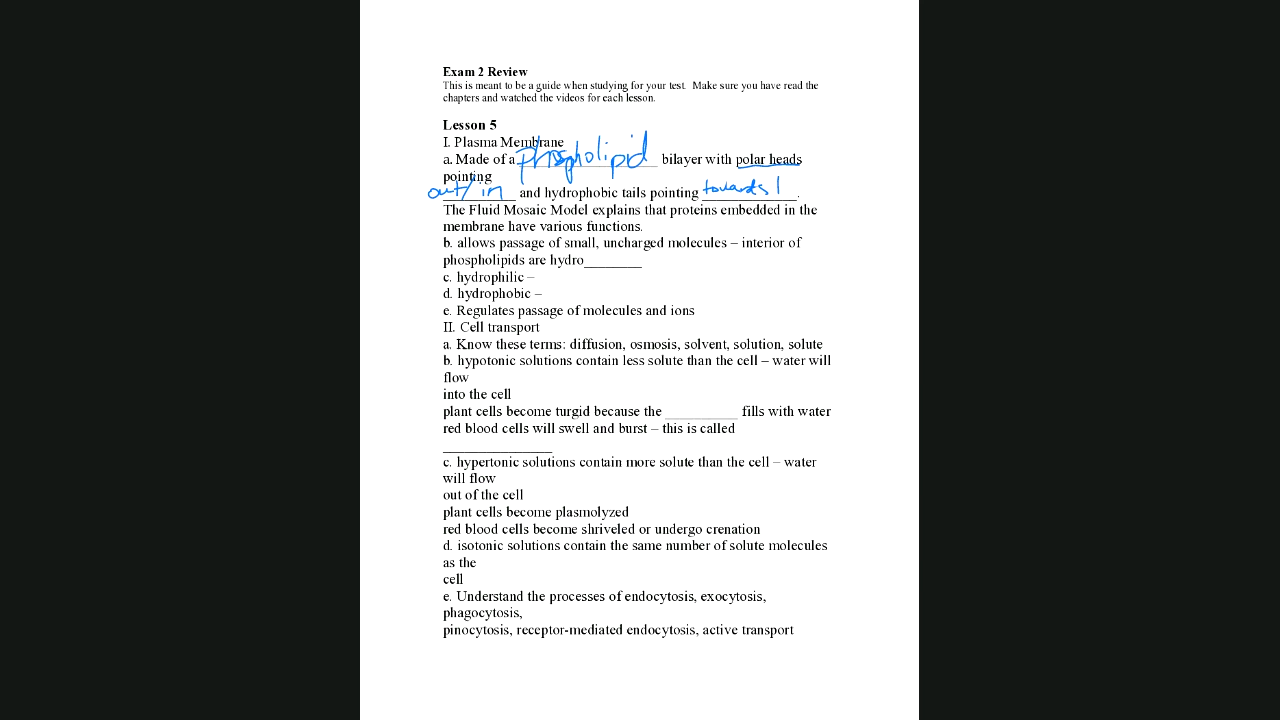 Exam 2 Review
This is meant to be a guide when studying for your test. Make sure you have read the
chapters and watched the videos for each lesson.
Lesson 5
I. Plasma Membrane
a. Made of a phospholipid bilayer with polar heads
pointing
out/in and hydrophobic tails pointing towards.
The Fluid Mosaic Model explains that proteins embedded in the
membrane have various functions.
b. allows passage of small, uncharged molecules – interior of
phospholipids are hydro________
c. hydrophilic –
d. hydrophobic –
e. Regulates passage of molecules and ions
II. Cell transport
a. Know these terms: diffusion, osmosis, solvent, solution, solute
b. hypotonic solutions contain less solute than the cell – water will
flow
into the cell
plant cells become turgid because the __________ fills with water
red blood cells will swell and burst – this is called
_______________
c. hypertonic solutions contain more solute than the cell – water
will flow
out of the cell
plant cells become plasmolyzed
red blood cells become shriveled or undergo crenation
d. isotonic solutions contain the same number of solute molecules
as the
cell
e. Understand the processes of endocytosis, exocytosis,
phagocytosis,
pinocytosis, receptor-mediated endocytosis, active transport